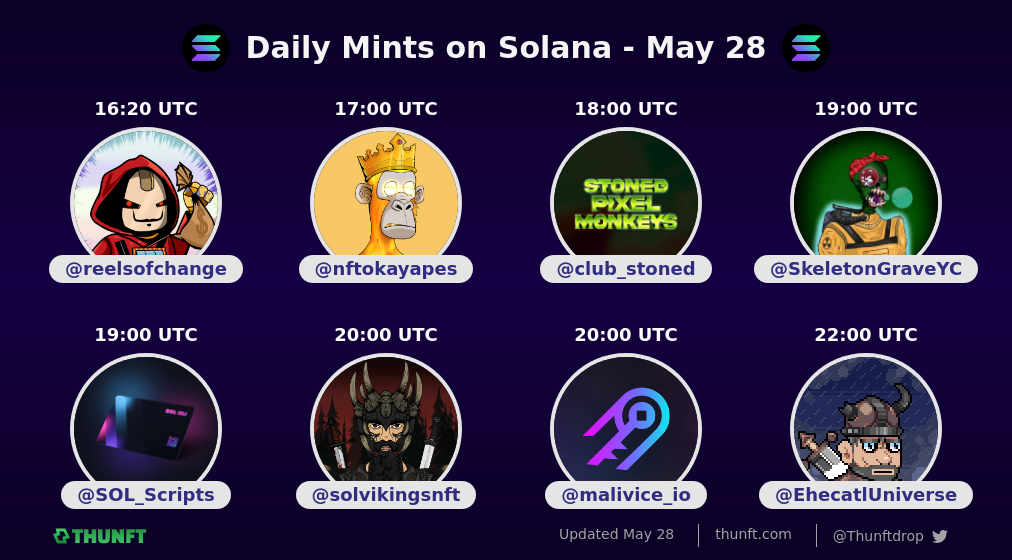 Daily Mints on Solana - May 28
16:20 UTC
17:00 UTC
18:00 UTC
19:00 UTC
STONED
PIXEL
MONKEYS
@reelsofchange
@nftokayapes
@club_stoned
@SkeletonGraveYC
19:00 UTC
20:00 UTC
20:00 UTC
22:00 UTC
@SOL_Scripts
@solvikingsnft
@malivice_io
@EhecatlUniverse
THUNFT
Updated May 28
thunft.com
@Thunftdrop